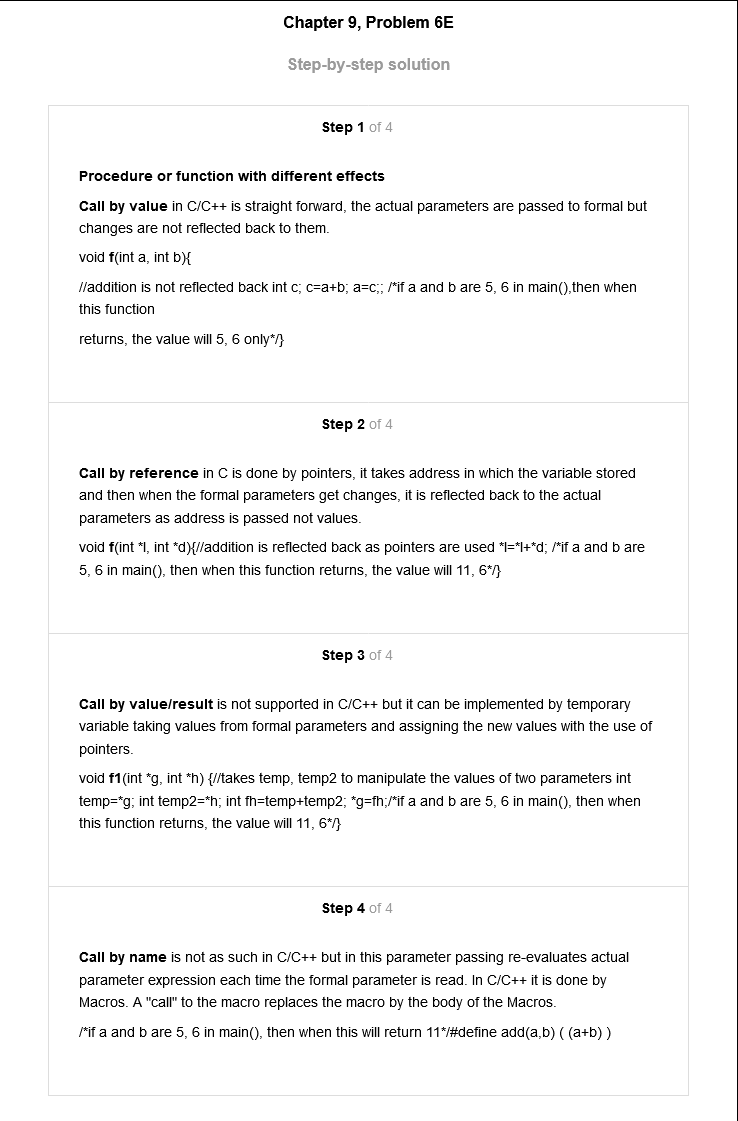 Chapter 9, Problem 6E
Step-by-step solution
Step 1 of 4
Procedure or function with different effects
Call by value in C/C++ is straight forward, the actual parameters are passed to formal but
changes are not reflected back to them.
void f(int a, int b){
//addition is not reflected back int c; c=a+b; a=c;; /*if a and b are 5, 6 in main(),then when
this function
returns, the value will 5, 6 only*/}
Step 2 of 4
Call by reference in C is done by pointers, it takes address in which the variable stored
and then when the formal parameters get changes, it is reflected back to the actual
parameters as address is passed not values.
void f(int *l, int *d){//addition is reflected back as pointers are used *l=*l+*d; /*if a and b are
5, 6 in main(), then when this function returns, the value will 11, 6*/}
Step 3 of 4
Call by value/result is not supported in C/C++ but it can be implemented by temporary
variable taking values from formal parameters and assigning the new values with the use of
pointers.
void f1(int *g, int *h) {//takes temp, temp2 to manipulate the values of two parameters int
temp=*g; int temp2=*h; int fh=temp+temp2; *g=fh;/*if a and b are 5, 6 in main(), then when
this function returns, the value will 11, 6*/}
Step 4 of 4
Call by name is not as such in C/C++ but in this parameter passing re-evaluates actual
parameter expression each time the formal parameter is read. In C/C++ it is done by
Macros. A "call" to the macro replaces the macro by the body of the Macros.
/*if a and b are 5, 6 in main(), then when this will return 11*/#define add(a,b) ( (a+b) )